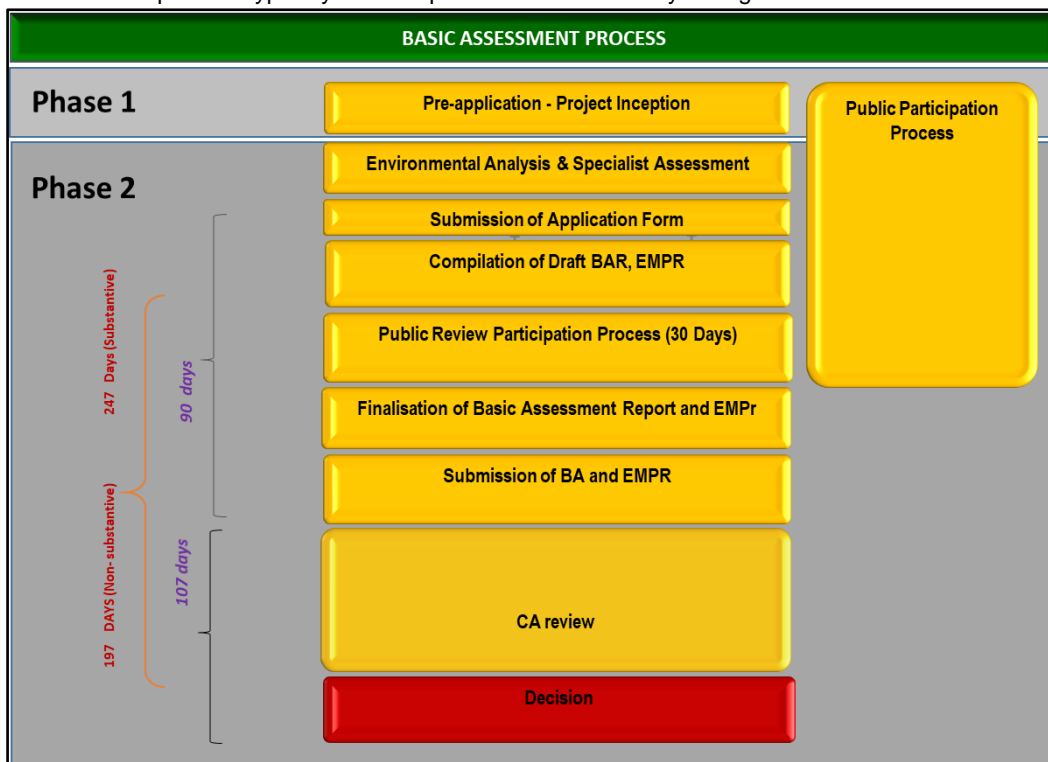 BASIC ASSESSMENT PROCESS
Phase 1
Pre-application - Project Inception
Public Participation
Process
Phase 2
Environmental Analysis & Specialist Assessment
Submission of Application Form
Compilation of Draft BAR, EMPR
Public Review Participation Process (30 Days)
Finalisation of Basic Assessment Report and EMPr
Submission of BA and EMPR
CA review
Decision
247 Days (Substantive)
197 DAYS (Non- substantive)
90 days
107 days